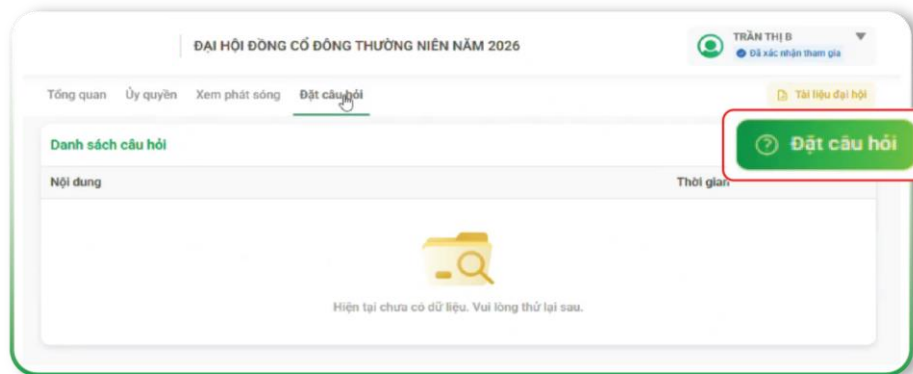 ĐẠI HỘI ĐỒNG CỔ ĐÔNG THƯỜNG NIÊN NĂM 2026
TRẦN THỊ B
Đã xác nhận tham gia
Tổng quan Ủy quyền Xem phát sóng Đặt câu hỏi
Tài liệu đại hội
Danh sách câu hỏi
Đặt câu hỏi
Nội dung
Thời gian
Hiện tại chưa có dữ liệu. Vui lòng thử lại sau.